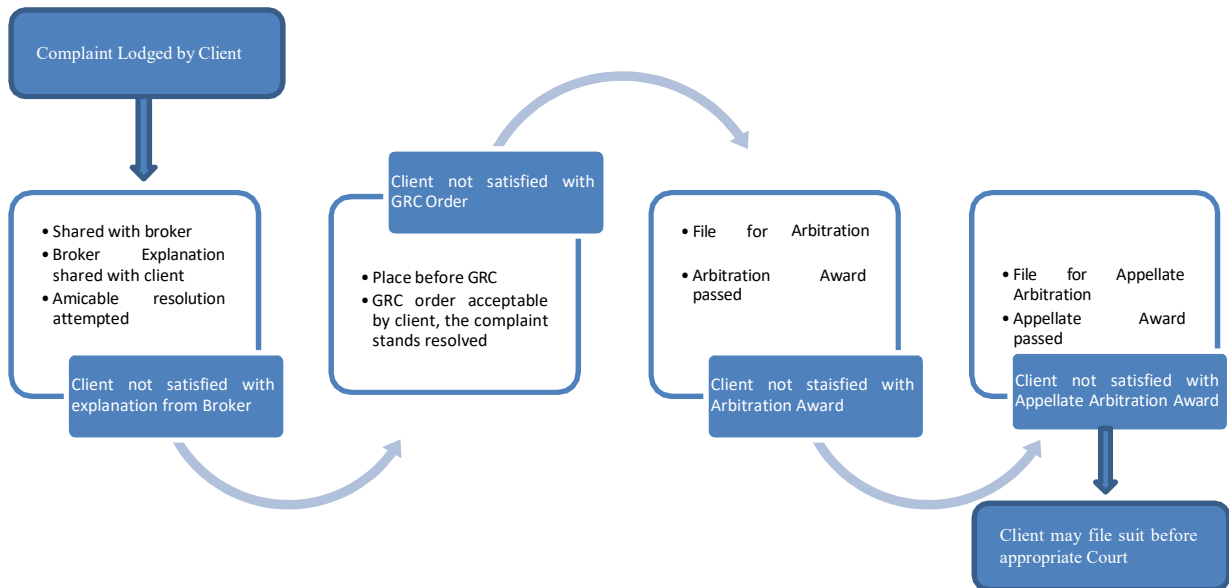 Complaint Lodged by Client
• Shared with broker
• Broker Explanation
shared with client
• Amicable resolution
attempted
Client not satisfied with
explanation from Broker
Client not satisfied with
GRC Order
• Place before GRC
• GRC order acceptable
by client, the complaint
stands resolved
• File for Arbitration
• Arbitration Award
passed
Client not staisfied with
Arbitration Award
• File for Appellate
Arbitration
• Appellate Award
passed
Client not satisfied with
Appellate Arbitration Award
Client may file suit before
appropriate Court